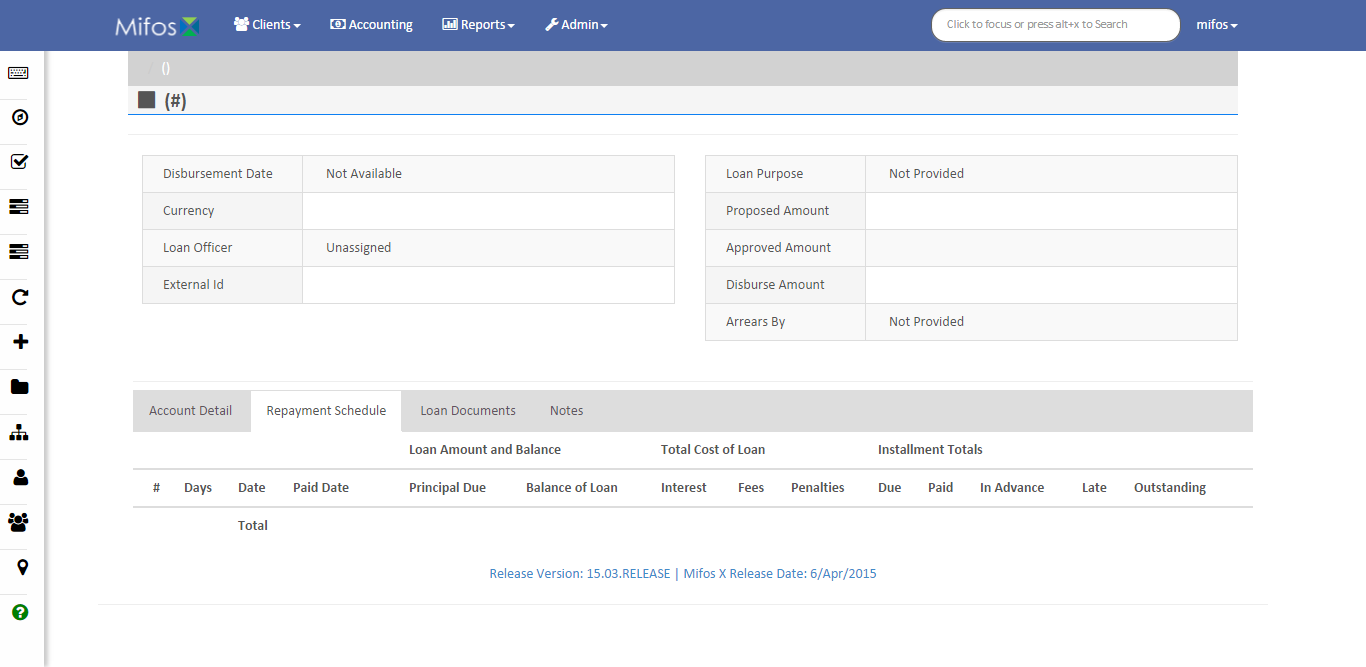 Mifos Clients Accounting Reports Admin Click to focus or press alt+x to Search mifos
/ ()
(#)
Disbursement Date Not Available
Currency
Loan Officer Unassigned
External Id
Loan Purpose Not Provided
Proposed Amount
Approved Amount
Disburse Amount
Arrears By Not Provided
Account Detail Repayment Schedule Loan Documents Notes
Loan Amount and Balance Total Cost of Loan Installment Totals
# Days Date Paid Date Principal Due Balance of Loan Interest Fees Penalties Due Paid In Advance Late Outstanding
Total
Release Version: 15.03.RELEASE | Mifos X Release Date: 6/Apr/2015